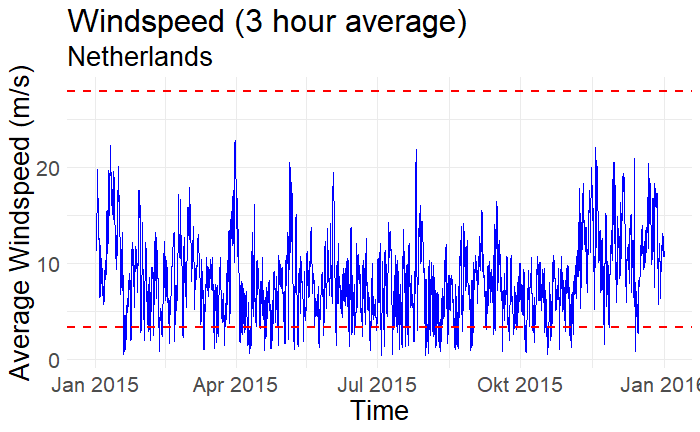 Windspeed (3 hour average)
Netherlands
Average Windspeed (m/s)
20
10
0
Jan 2015 Apr 2015 Jul 2015 Okt 2015 Jan 2016
Time